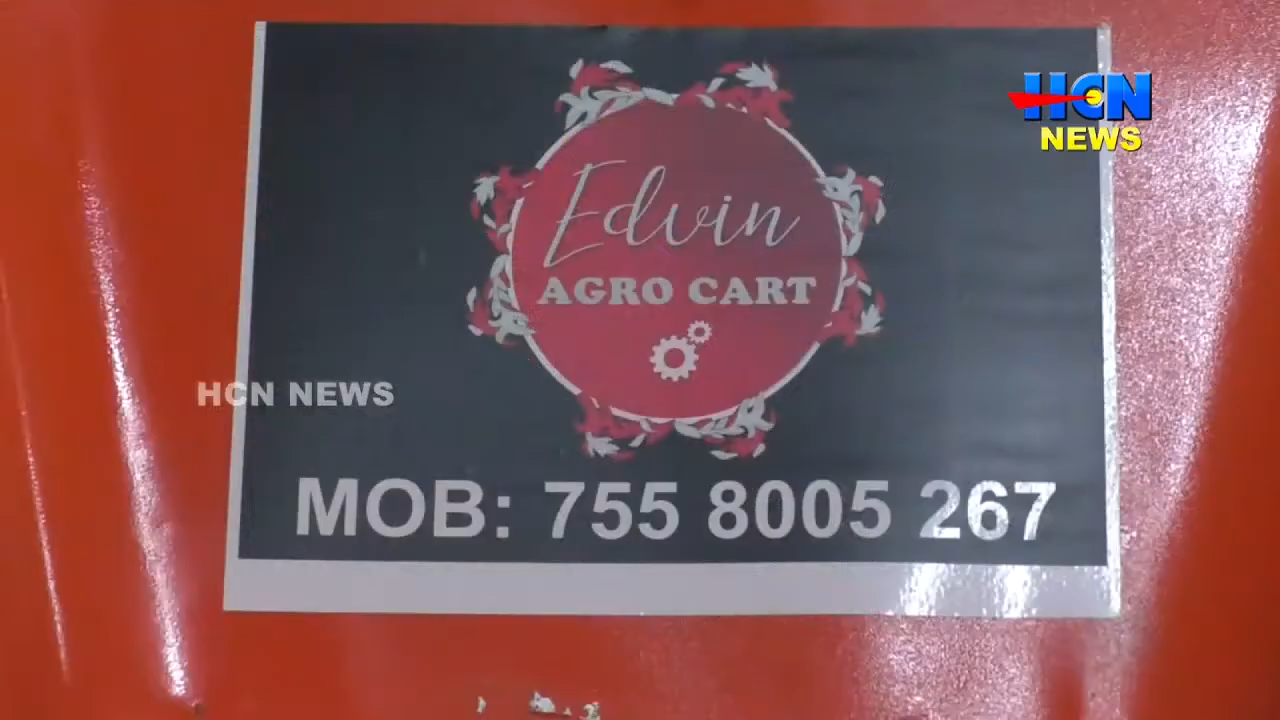 HCN
NEWS
Edvin
AGRO CART
HCN NEWS
MOB: 755 8005 267